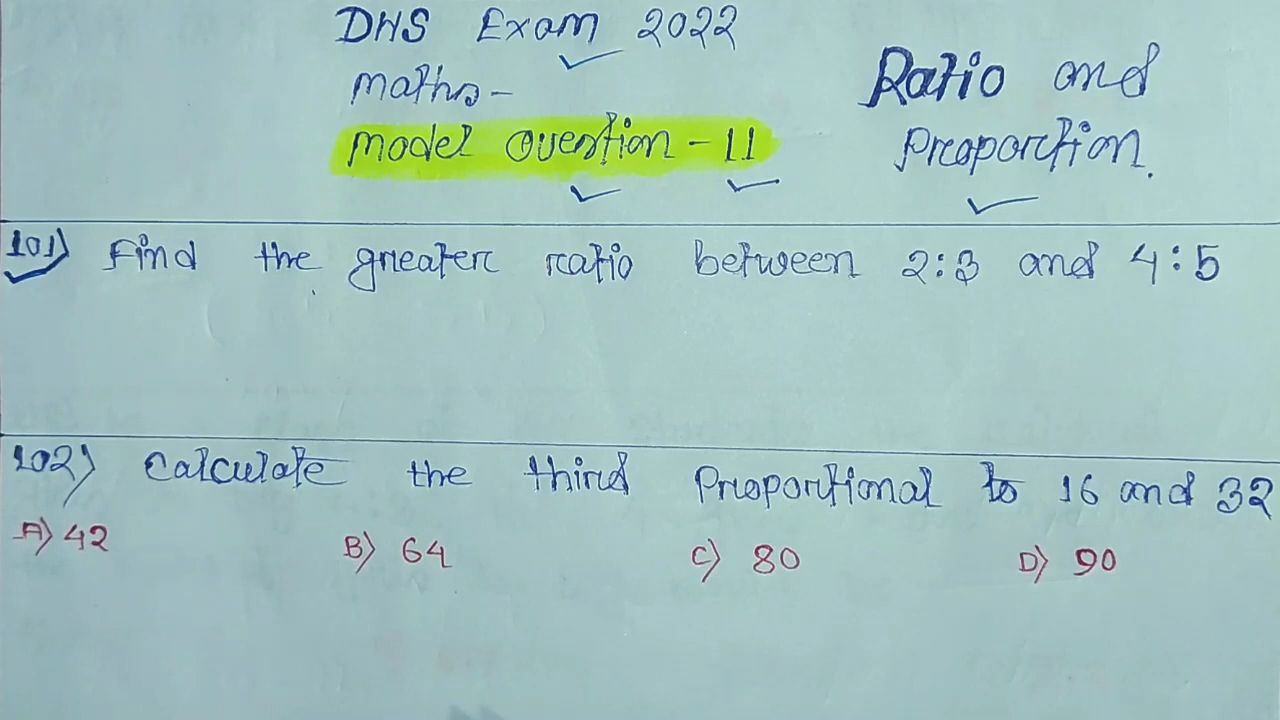 DHS Exam 2022
Maths-
Model Question - 11
Ratio and
Proportion.
101) Find the greater ratio between 2:3 and 4:5
102) Calculate the third Proportional to 16 and 32
A) 42 B) 64 C) 80 D) 90